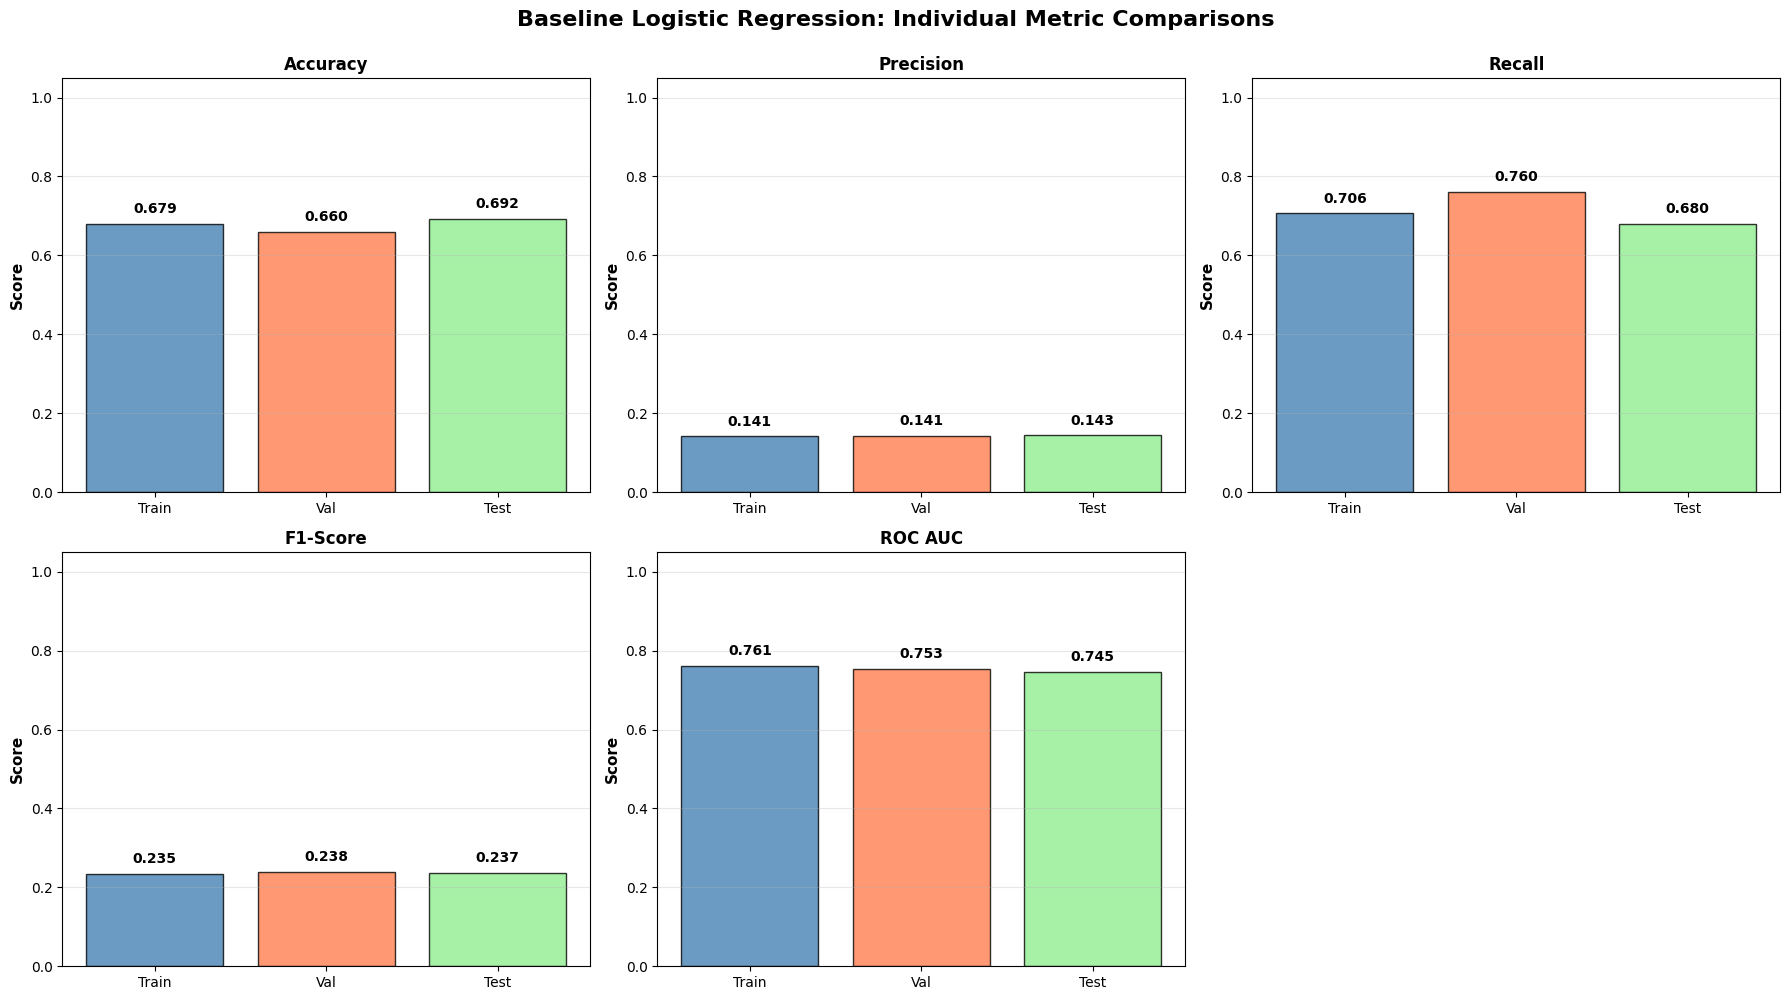 Baseline Logistic Regression: Individual Metric Comparisons
Accuracy
Score
1.0
0.8
0.6
0.4
0.2
0.0
0.679
0.660
0.692
Train
Val
Test
Precision
Score
1.0
0.8
0.6
0.4
0.2
0.0
0.141
0.141
0.143
Train
Val
Test
Recall
Score
1.0
0.8
0.6
0.4
0.2
0.0
0.706
0.760
0.680
Train
Val
Test
F1-Score
Score
1.0
0.8
0.6
0.4
0.2
0.0
0.235
0.238
0.237
Train
Val
Test
ROC AUC
Score
1.0
0.8
0.6
0.4
0.2
0.0
0.761
0.753
0.745
Train
Val
Test